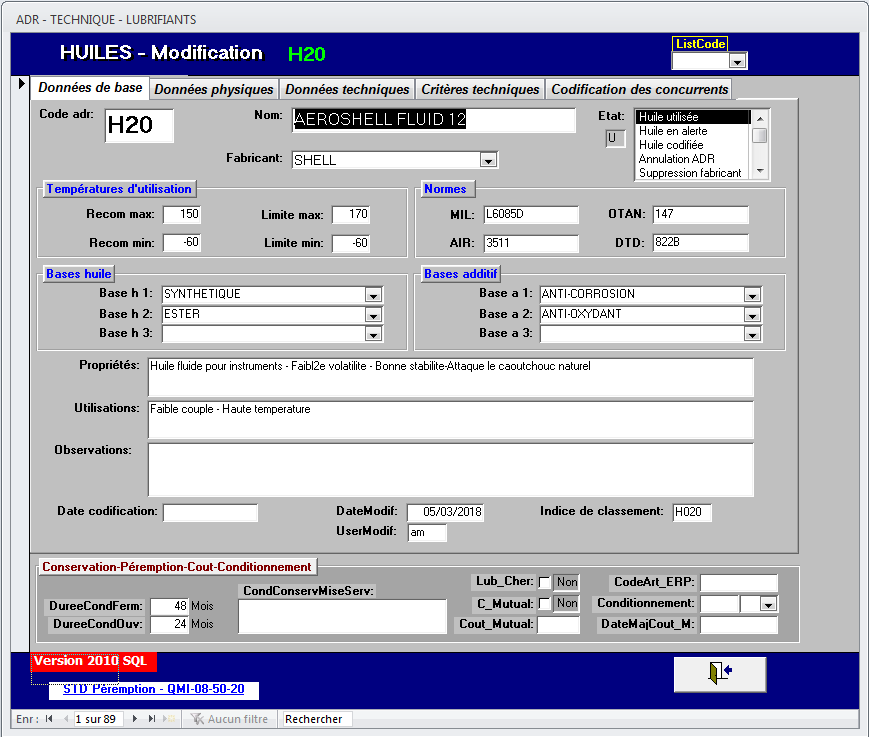 ADR - TECHNIQUE - LUBRIFIANTS
HUILES - Modification H20
ListCode
Données de base Données physiques Données techniques Critères techniques Codification des concurrents
Code adr: H20 Nom: AEROSHELL FLUID 12 Etat: Huile utilisée
U Huile en alerte
Huile codifiée
Fabricant: SHELL Annulation ADR
Suppression fabricant
Températures d'utilisation Normes
Recom max: 150 Limite max: 170 MIL: L6085D OTAN: 147
Recom min: -60 Limite min: -60 AIR: 3511 DTD: 822B
Bases huile Bases additif
Base h 1: SYNTHETIQUE Base a 1: ANTI-CORROSION
Base h 2: ESTER Base a 2: ANTI-OXYDANT
Base h 3: Base a 3:
Propriétés: Huile fluide pour instruments - Faibl2e volatilite - Bonne stabilite-Attaque le caoutchouc naturel
Utilisations: Faible couple - Haute temperature
Observations:
Date codification: DateModif: 05/03/2018 Indice de classement: H020
UserModif: am
Conservation-Péremption-Cout-Conditionnement
Lub_Cher: Non CodeArt_ERP:
CondConservMiseServ:
DureeCondFerm: 48 Mois C_Mutual: Non Conditionnement:
DureeCondOuv: 24 Mois Cout_Mutual: DateMajCout_M:
Version 2010 SQL
STD Péremption - QMI-08-50-20
Enr : 1 sur 89 Aucun filtre Rechercher